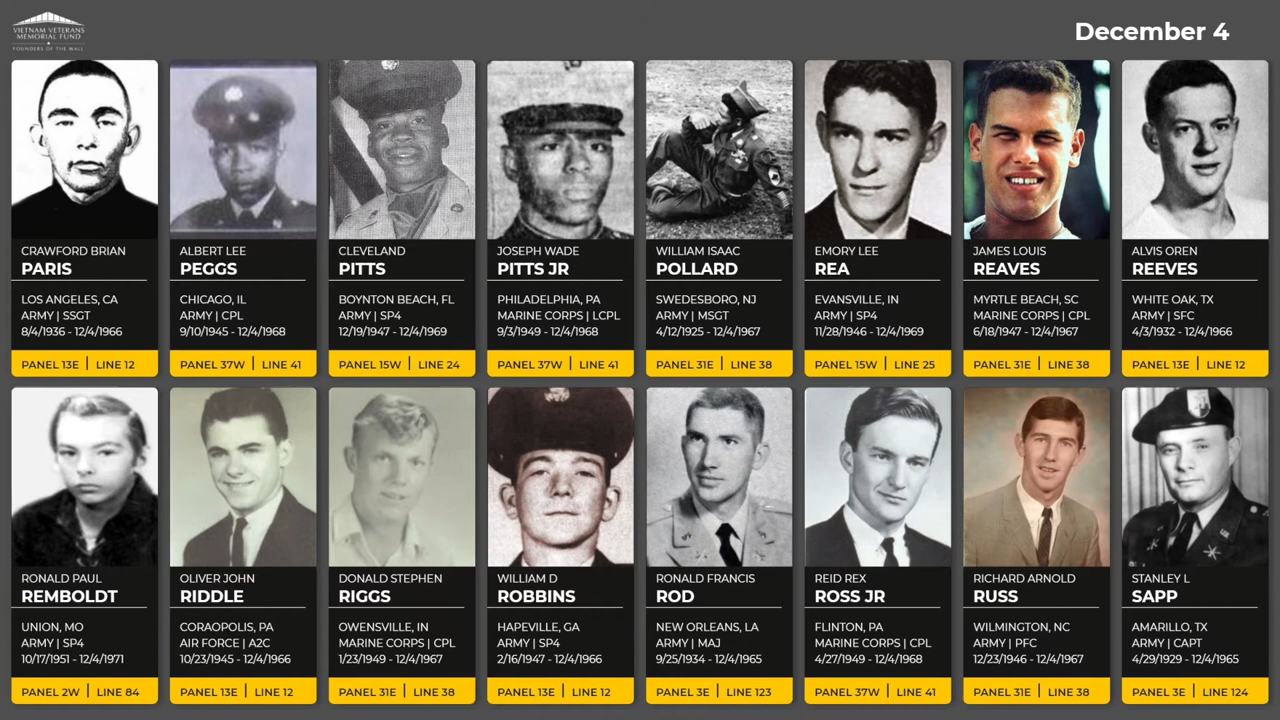 VIETNAM VETERANS
MEMORIAL FUND
FOUNDERS OF THE WALL
December 4
CRAWFORD BRIAN
PARIS
LOS ANGELES, CA
ARMY | SSGT
8/4/1936 - 12/4/1966
PANEL 13E | LINE 12
ALBERT LEE
PEGGS
CHICAGO, IL
ARMY | CPL
9/10/1945 - 12/4/1968
PANEL 37W | LINE 41
CLEVELAND
PITTS
BOYNTON BEACH, FL
ARMY | SP4
12/19/1947 - 12/4/1969
PANEL 15W | LINE 24
JOSEPH WADE
PITTS JR
PHILADELPHIA, PA
MARINE CORPS | LCPL
9/3/1949 - 12/4/1968
PANEL 37W | LINE 41
WILLIAM ISAAC
POLLARD
SWEDESBORO, NJ
ARMY | MSGT
4/12/1925 - 12/4/1967
PANEL 31E | LINE 38
EMORY LEE
REA
EVANSVILLE, IN
ARMY | SP4
11/28/1946 - 12/4/1969
PANEL 15W | LINE 25
JAMES LOUIS
REAVES
MYRTLE BEACH, SC
MARINE CORPS | CPL
6/18/1947 - 12/4/1967
PANEL 31E | LINE 38
ALVIS OREN
REEVES
WHITE OAK, TX
ARMY | SFC
4/3/1932 - 12/4/1966
PANEL 13E | LINE 12
RONALD PAUL
REMBOLDT
UNION, MO
ARMY | SP4
10/17/1951 - 12/4/1971
PANEL 2W | LINE 84
OLIVER JOHN
RIDDLE
CORAOPOLIS, PA
AIR FORCE | A2C
10/23/1945 - 12/4/1966
PANEL 13E | LINE 12
DONALD STEPHEN
RIGGS
OWENSVILLE, IN
MARINE CORPS | CPL
1/23/1949 - 12/4/1967
PANEL 31E | LINE 38
WILLIAM D
ROBBINS
HAPEVILLE, GA
ARMY | SP4
2/16/1947 - 12/4/1966
PANEL 13E | LINE 12
RONALD FRANCIS
ROD
NEW ORLEANS, LA
ARMY | MAJ
9/25/1934 - 12/4/1965
PANEL 3E | LINE 123
REID REX
ROSS JR
FLINTON, PA
MARINE CORPS | CPL
4/27/1949 - 12/4/1968
PANEL 37W | LINE 41
RICHARD ARNOLD
RUSS
WILMINGTON, NC
ARMY | PFC
12/23/1946 - 12/4/1967
PANEL 31E | LINE 38
STANLEY L
SAPP
AMARILLO, TX
ARMY | CAPT
4/29/1929 - 12/4/1965
PANEL 3E | LINE 124